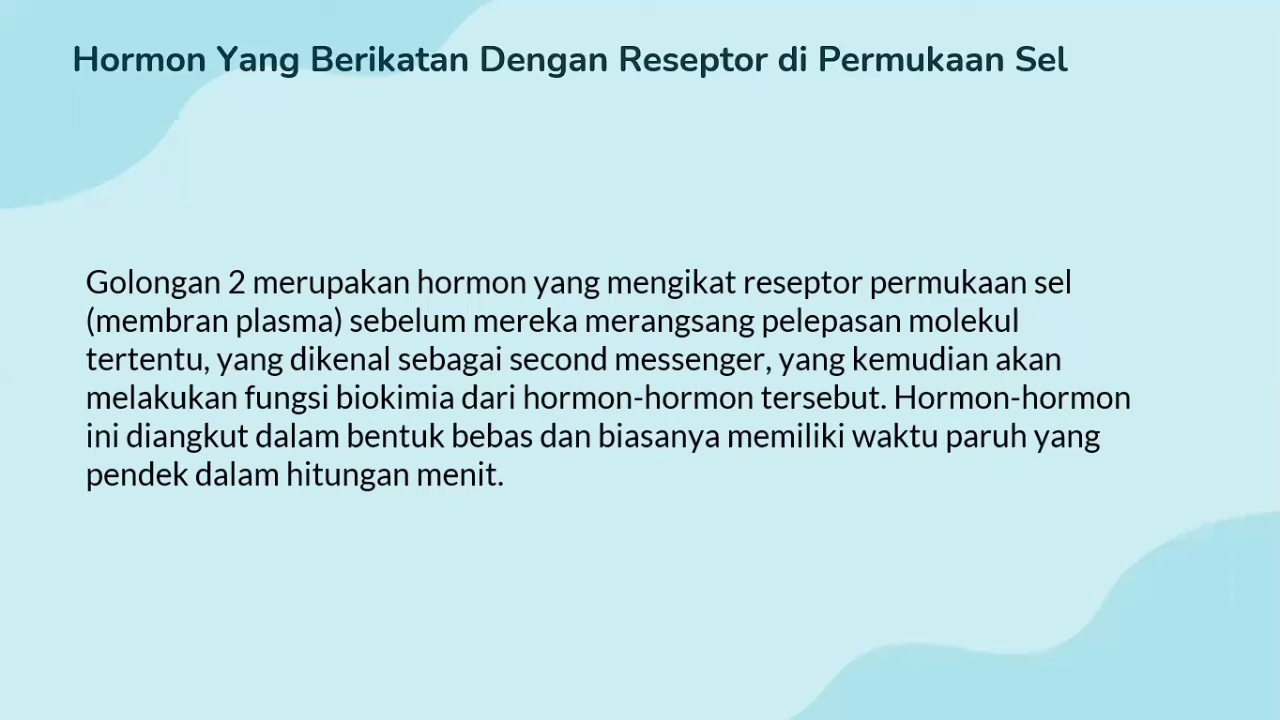 Hormon Yang Berikatan Dengan Reseptor di Permukaan Sel
Golongan 2 merupakan hormon yang mengikat reseptor permukaan sel
(membran plasma) sebelum mereka merangsang pelepasan molekul
tertentu, yang dikenal sebagai second messenger, yang kemudian akan
melakukan fungsi biokimia dari hormon-hormon tersebut. Hormon-hormon
ini diangkut dalam bentuk bebas dan biasanya memiliki waktu paruh yang
pendek dalam hitungan menit.